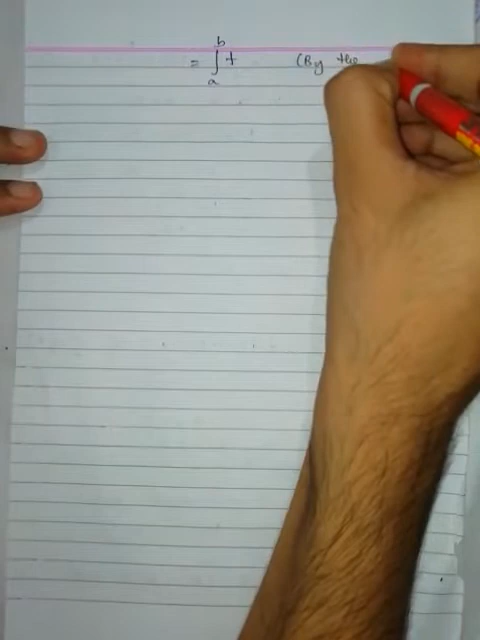 = ∫ₐᵇ f (By the